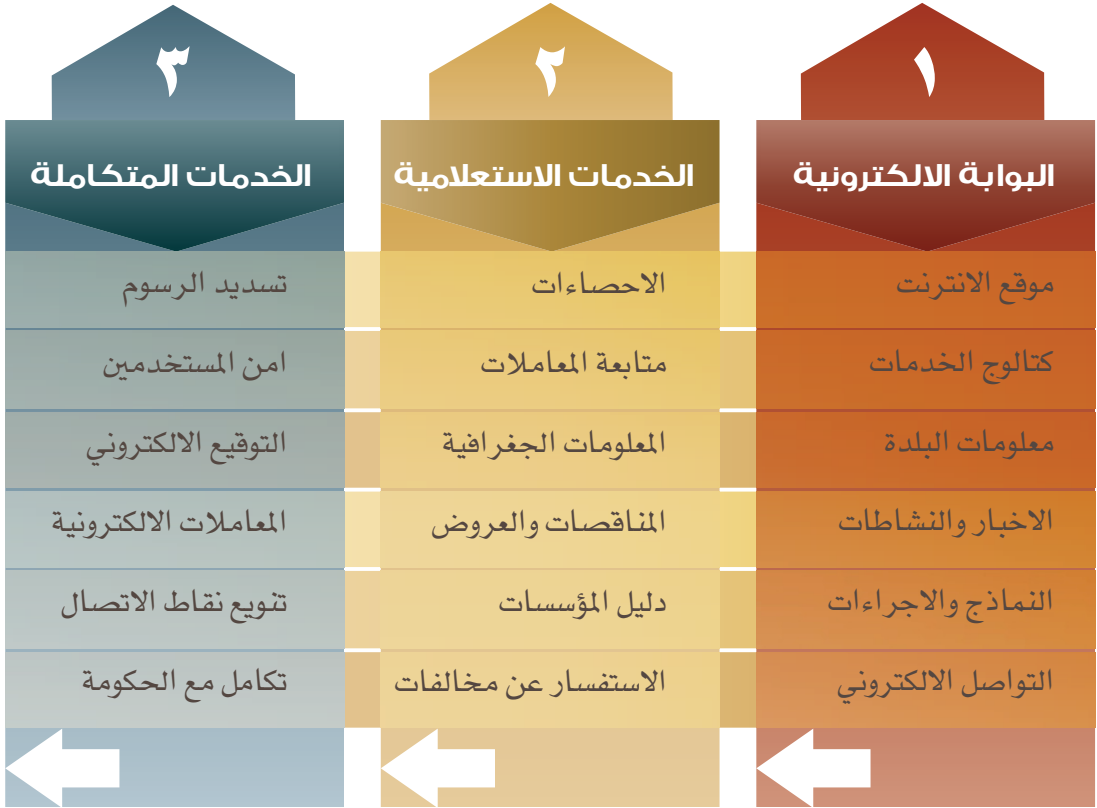 ١
البوابة الالكترونية
موقع الانترنت
كتالوج الخدمات
معلومات البلدة
الاخبار والنشاطات
النماذج والاجراءات
التواصل الالكتروني
٢
الخدمات الاستعلامية
الاحصاءات
متابعة المعاملات
المعلومات الجغرافية
المناقصات والعروض
دليل المؤسسات
الاستفسار عن مخالفات
٣
الخدمات المتكاملة
تسديد الرسوم
امن المستخدمين
التوقيع الالكتروني
المعاملات الالكترونية
تنويع نقاط الاتصال
تكامل مع الحكومة